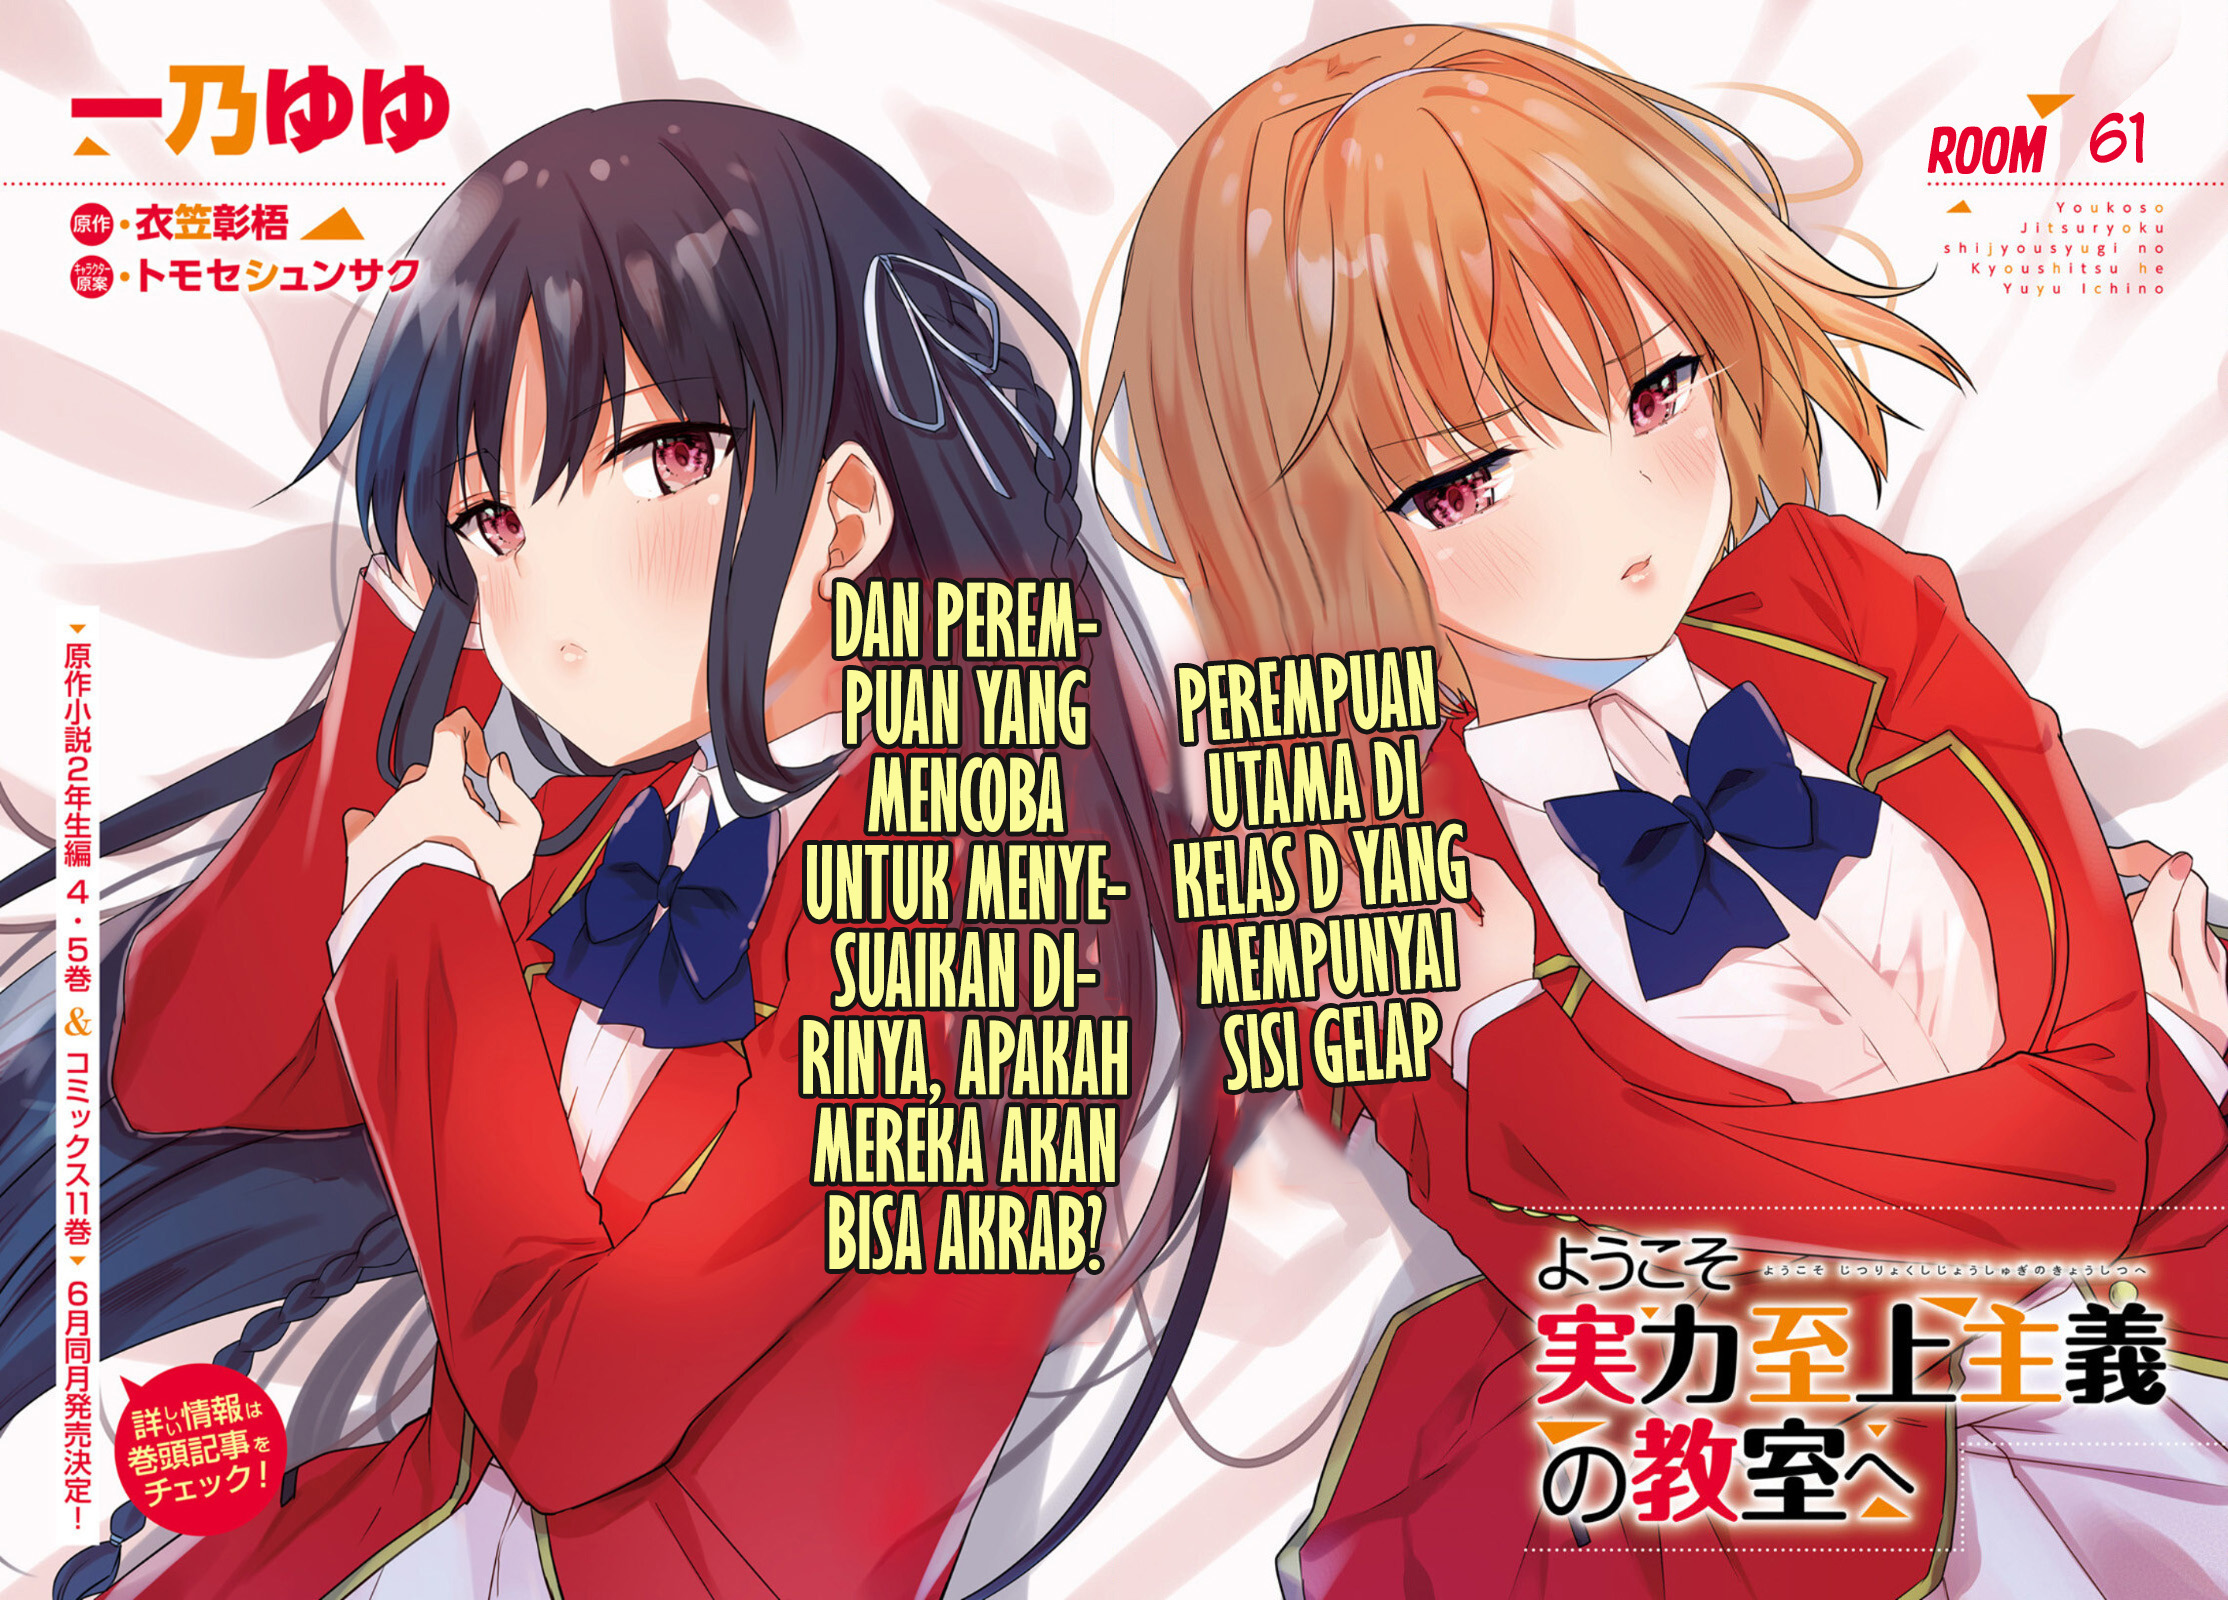 一乃ゆゆ
原作・衣笠彰梧
キャラクター原案・トモセシュンサク
ROOM 61
Youkoso
Jitsuryoku
shijyousyugi no
Kyoushitsu he
Yuyu Ichino
PEREMPUAN
UTAMA DI
KELAS D YANG
MEMPUNYAI
SISI GELAP
DAN PEREM-
PUAN YANG
MENCOBA
UNTUK MENYE-
SUAIKAN DI-
RINYA, APAKAH
MEREKA AKAN
BISA AKRAB?
原作小説2年生編 4・5巻 & コミックス11巻 6月同月発売決定!
詳しい情報は
巻頭記事を
チェック!
ようこそ
ようこそ じつりょくしじょうしゅぎのきょうしつへ
実力至上主義
の教室へ